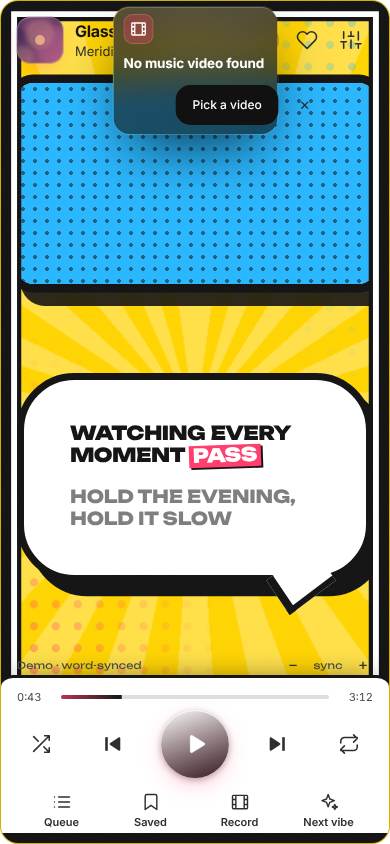 Glass
Meridi
No music video found
Pick a video
WATCHING EVERY
MOMENT PASS
HOLD THE EVENING,
HOLD IT SLOW
Demo · word-synced
− sync +
0:43
3:12
Queue
Saved
Record
Next vibe